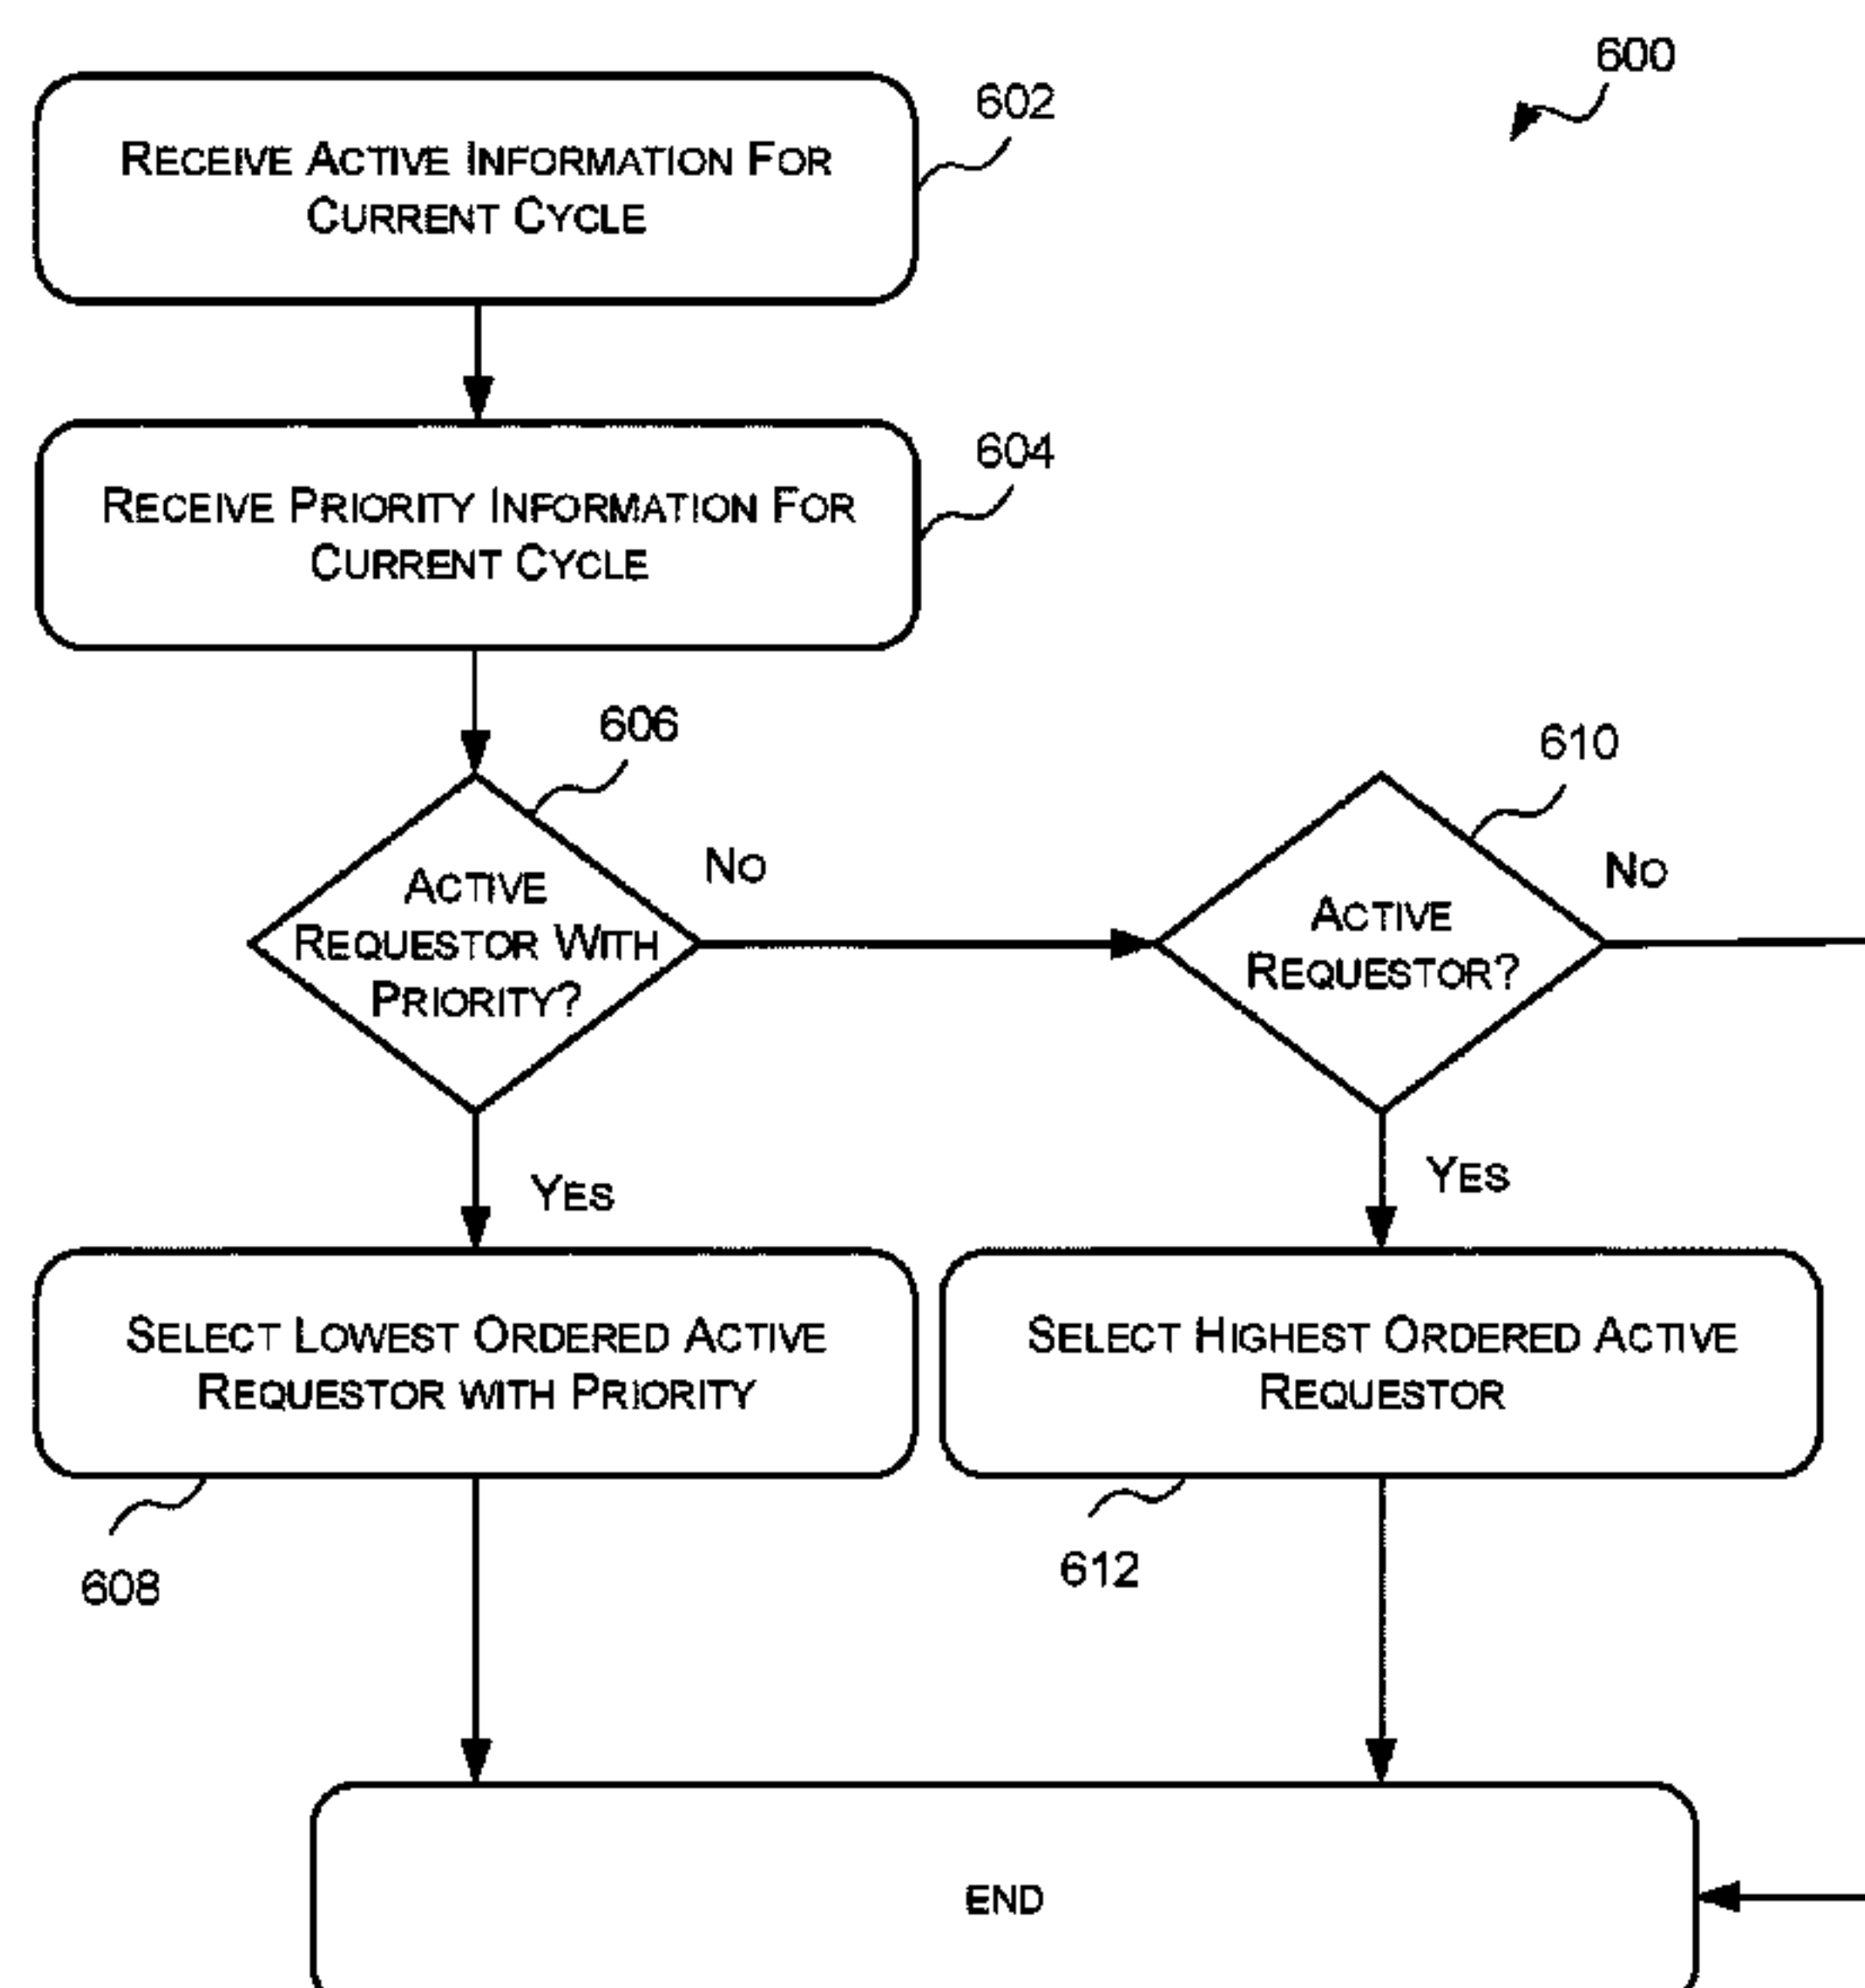 600
602
RECEIVE ACTIVE INFORMATION FOR
CURRENT CYCLE
604
RECEIVE PRIORITY INFORMATION FOR
CURRENT CYCLE
606
ACTIVE
REQUESTOR WITH
PRIORITY?
NO
610
ACTIVE
REQUESTOR?
NO
YES
YES
SELECT LOWEST ORDERED ACTIVE
REQUESTOR WITH PRIORITY
608
SELECT HIGHEST ORDERED ACTIVE
REQUESTOR
612
END